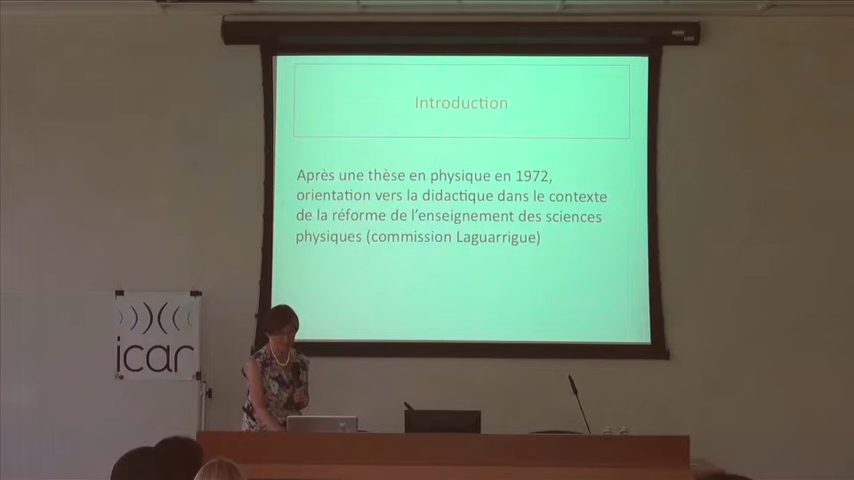 Introduction
Après une thèse en physique en 1972,
orientation vers la didactique dans le contexte
de la réforme de l'enseignement des sciences
physiques (commission Laguarrigue)
icar